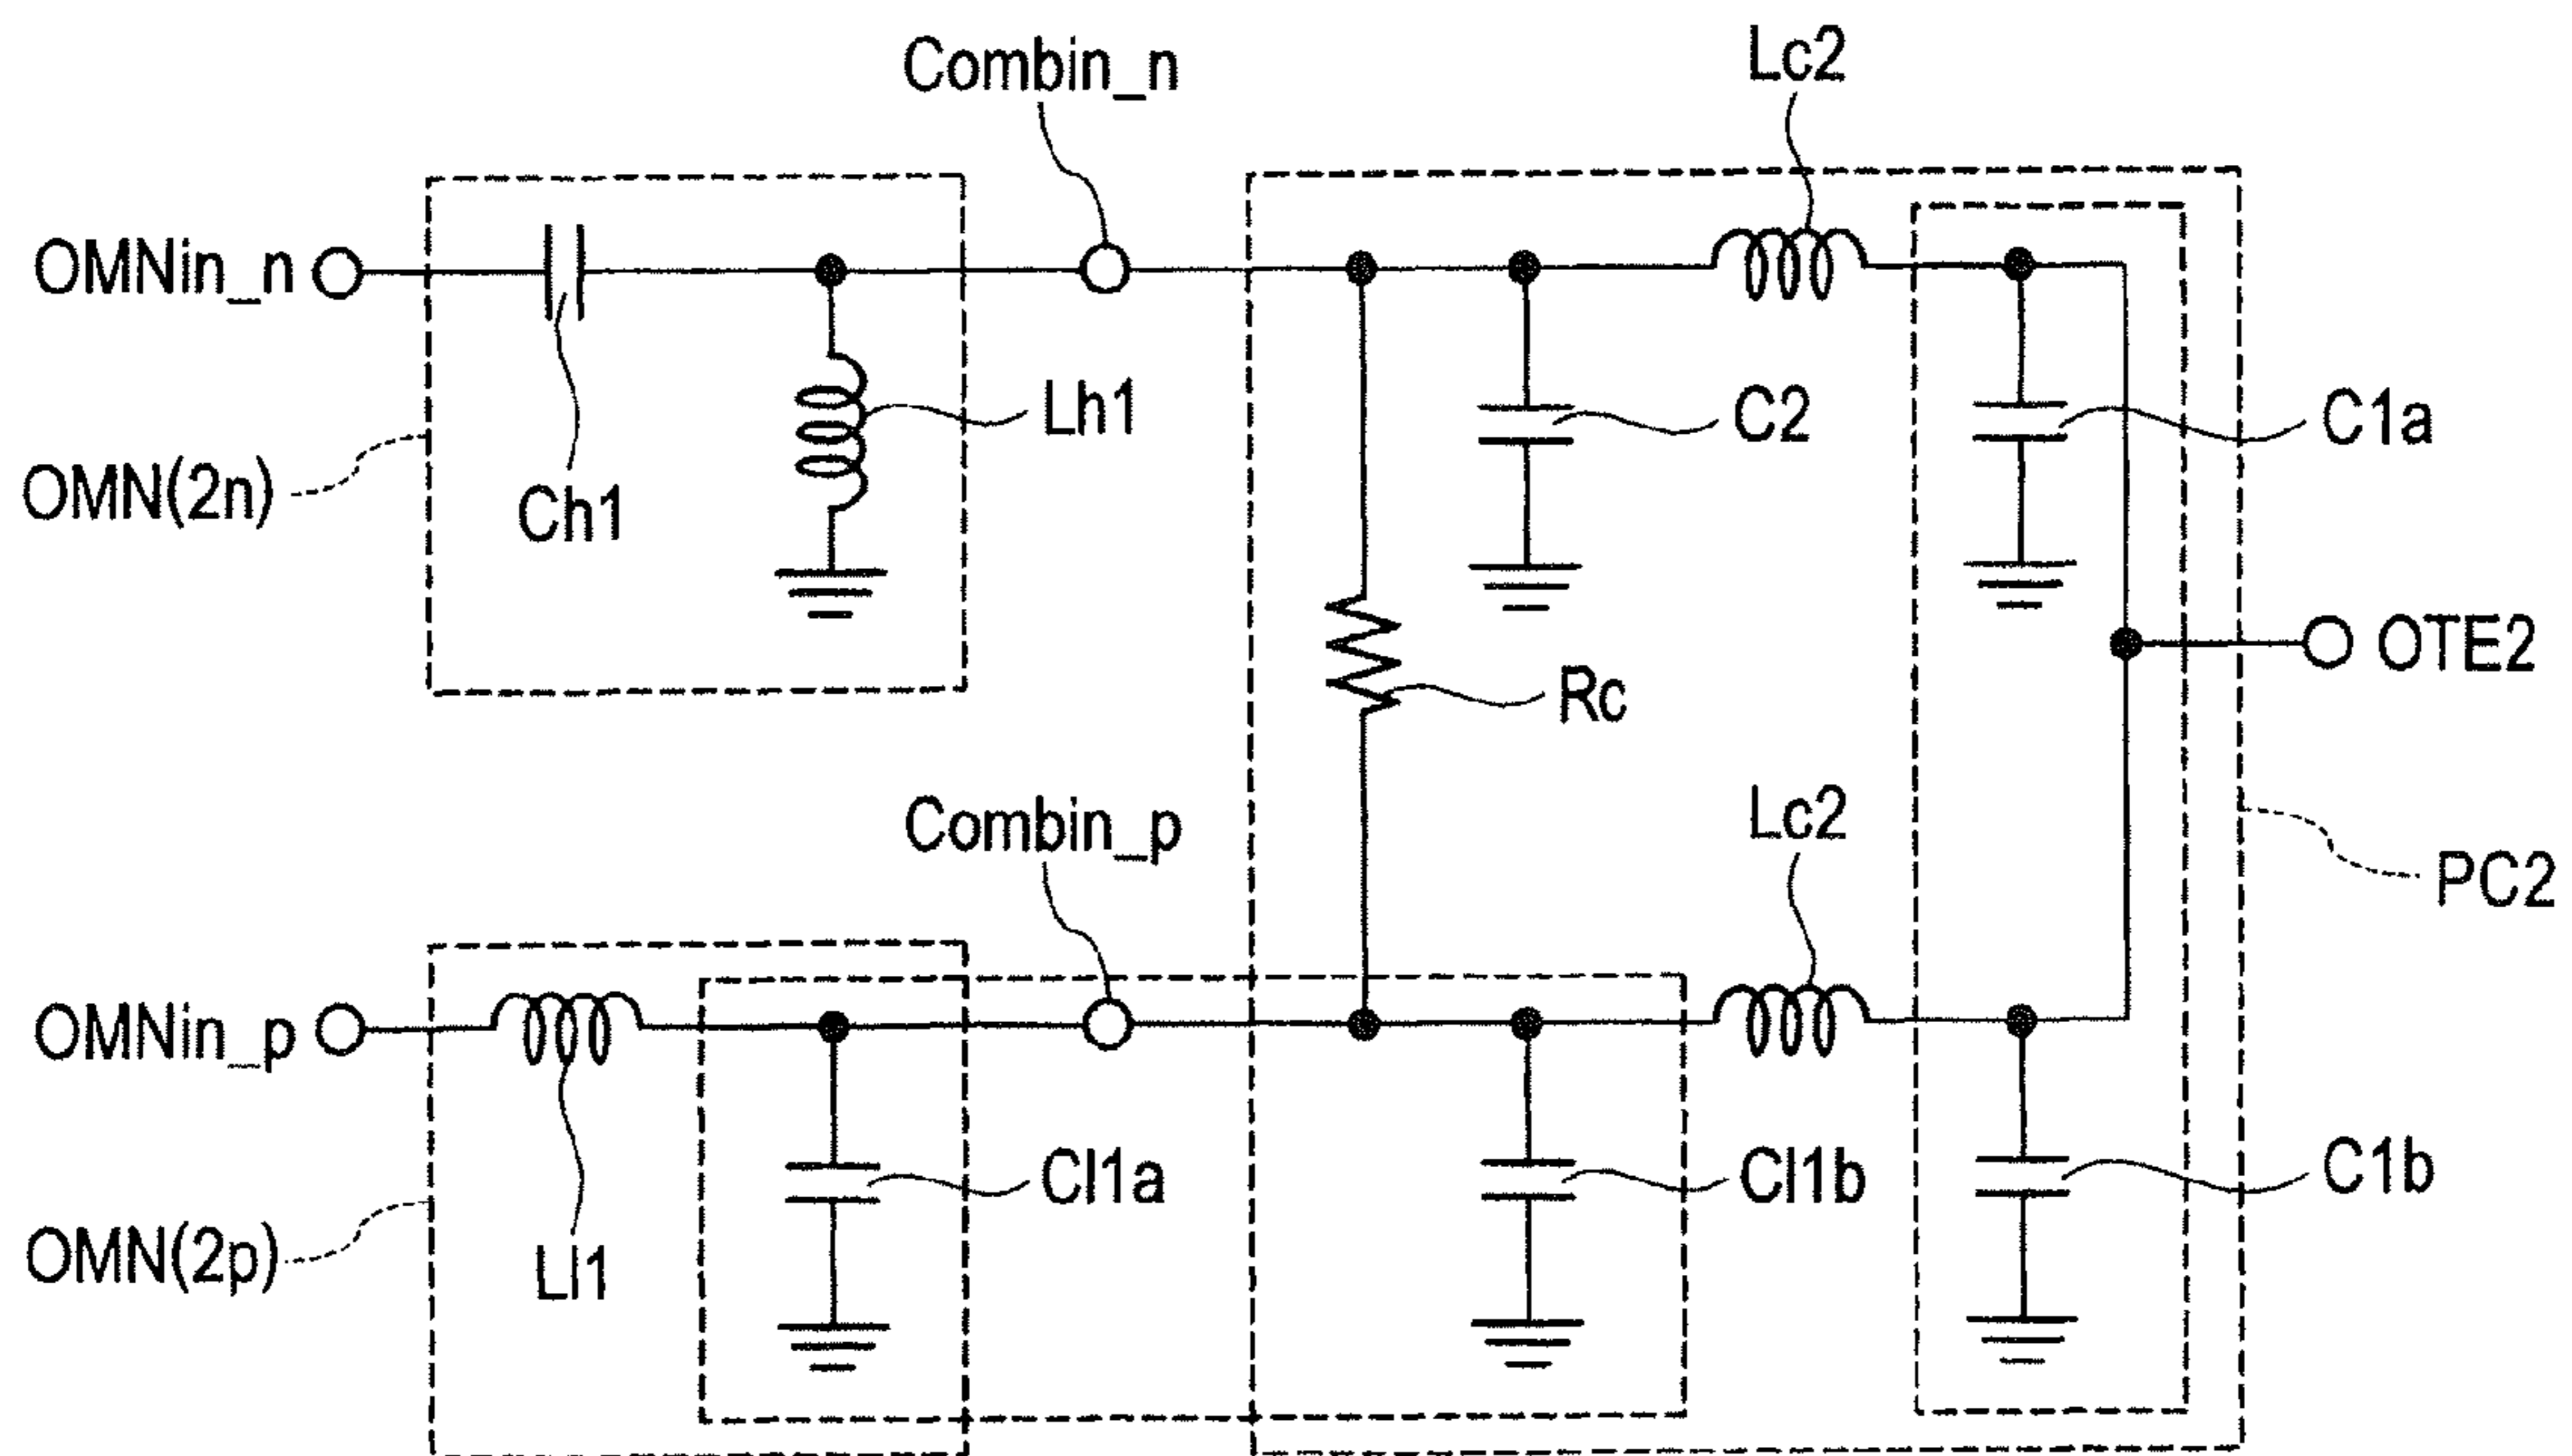 Lc2
Combin_n
OMNin_n
Lh1
C2
C1a
OMN(2n)
Ch1
OTE2
Rc
Lc2
Combin_p
PC2
OMNin_p
Cl1a
Cl1b
C1b
OMN(2p)
Ll1